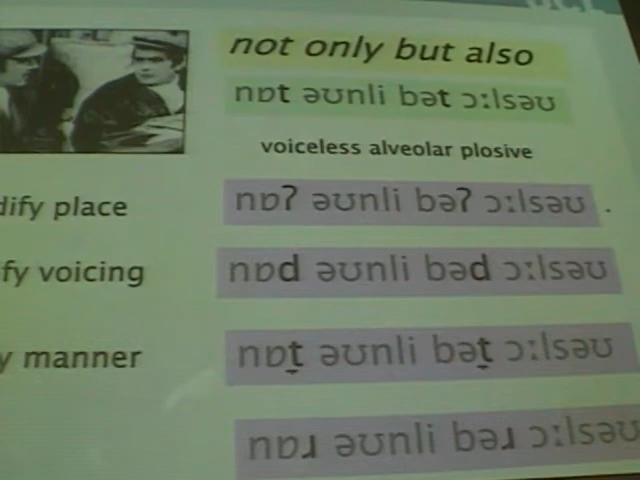 UCL
not only but also
nɒt əʊnli bət ɔːlsəʊ
voiceless alveolar plosive
dify place nɒʔ əʊnli bəʔ ɔːlsəʊ .
fy voicing nɒd əʊnli bəd ɔːlsəʊ
y manner nɒt̞ əʊnli bət̞ ɔːlsəʊ
nɒɹ əʊnli bəɹ ɔːlsəʊ